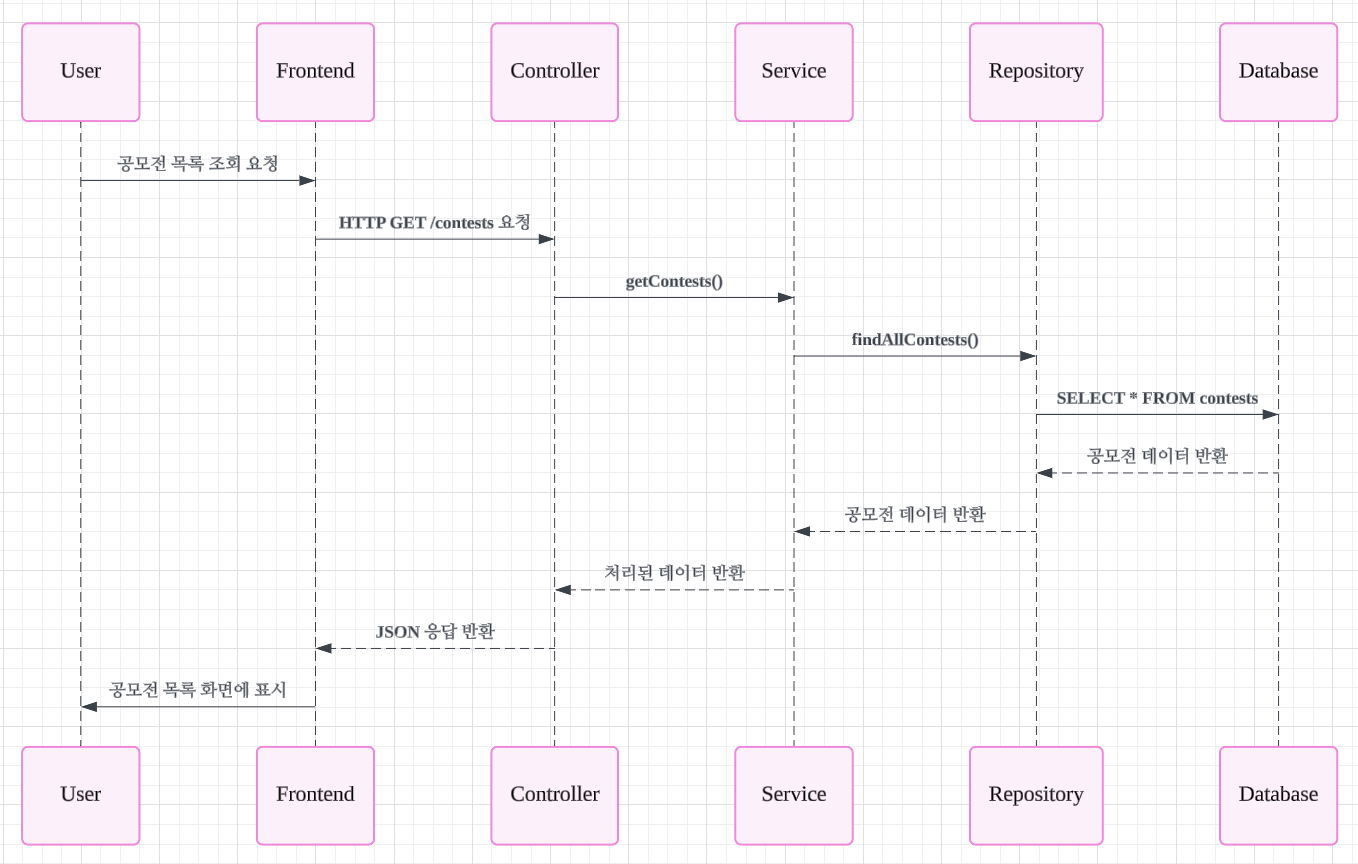 User
Frontend
Controller
Service
Repository
Database
공모전 목록 조회 요청
HTTP GET /contests 요청
getContests()
findAllContests()
SELECT * FROM contests
공모전 데이터 반환
공모전 데이터 반환
처리된 데이터 반환
JSON 응답 반환
공모전 목록 화면에 표시
User
Frontend
Controller
Service
Repository
Database